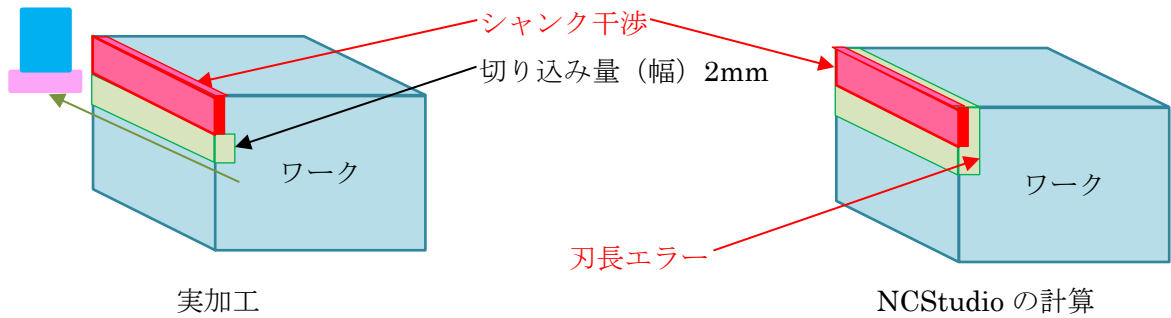 シャンク干渉
切り込み量（幅）2mm
ワーク
ワーク
刃長エラー
実加工
NCStudio の計算